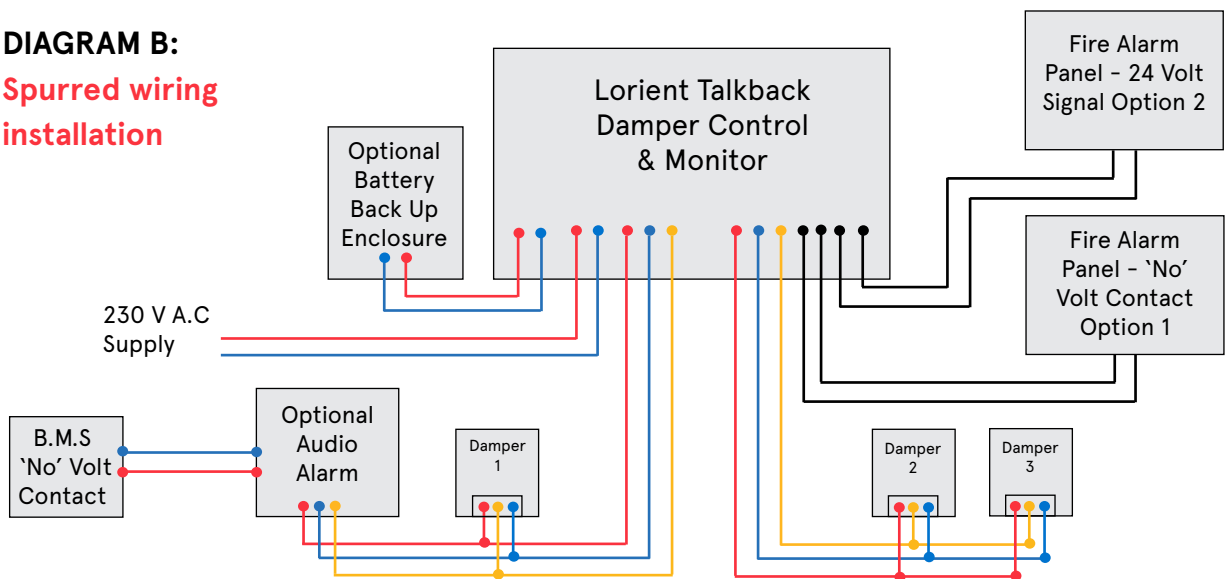 DIAGRAM B:
Spurred wiring
installation
Lorient Talkback
Damper Control
& Monitor
Fire Alarm
Panel - 24 Volt
Signal Option 2
Optional
Battery
Back Up
Enclosure
Fire Alarm
Panel - ‘No’
Volt Contact
Option 1
230 V A.C
Supply
B.M.S
‘No’ Volt
Contact
Optional
Audio
Alarm
Damper
1
Damper
2
Damper
3